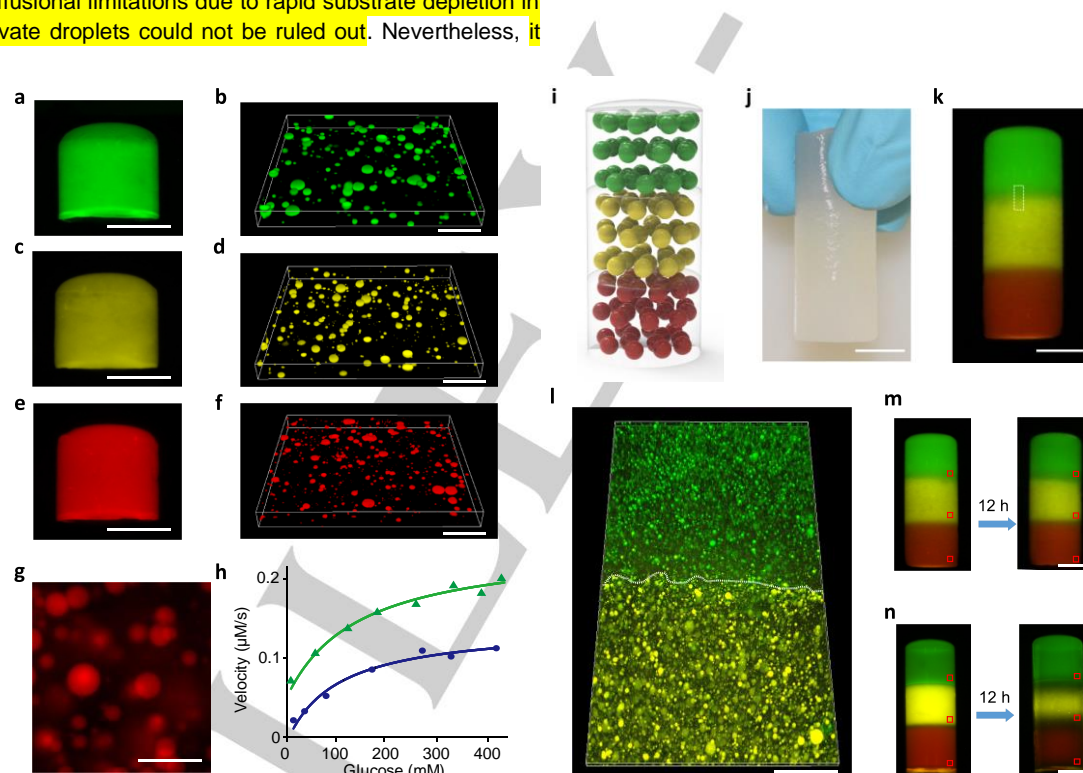 fusional limitations due to rapid substrate depletion in
vate droplets could not be ruled out. Nevertheless, it
a
b
c
d
e
f
g
h
Velocity (µM/s)
0.2
0.1
0
0 100 200 300 400
Glucose (mM)
i
j
k
l
m
12 h
n
12 h